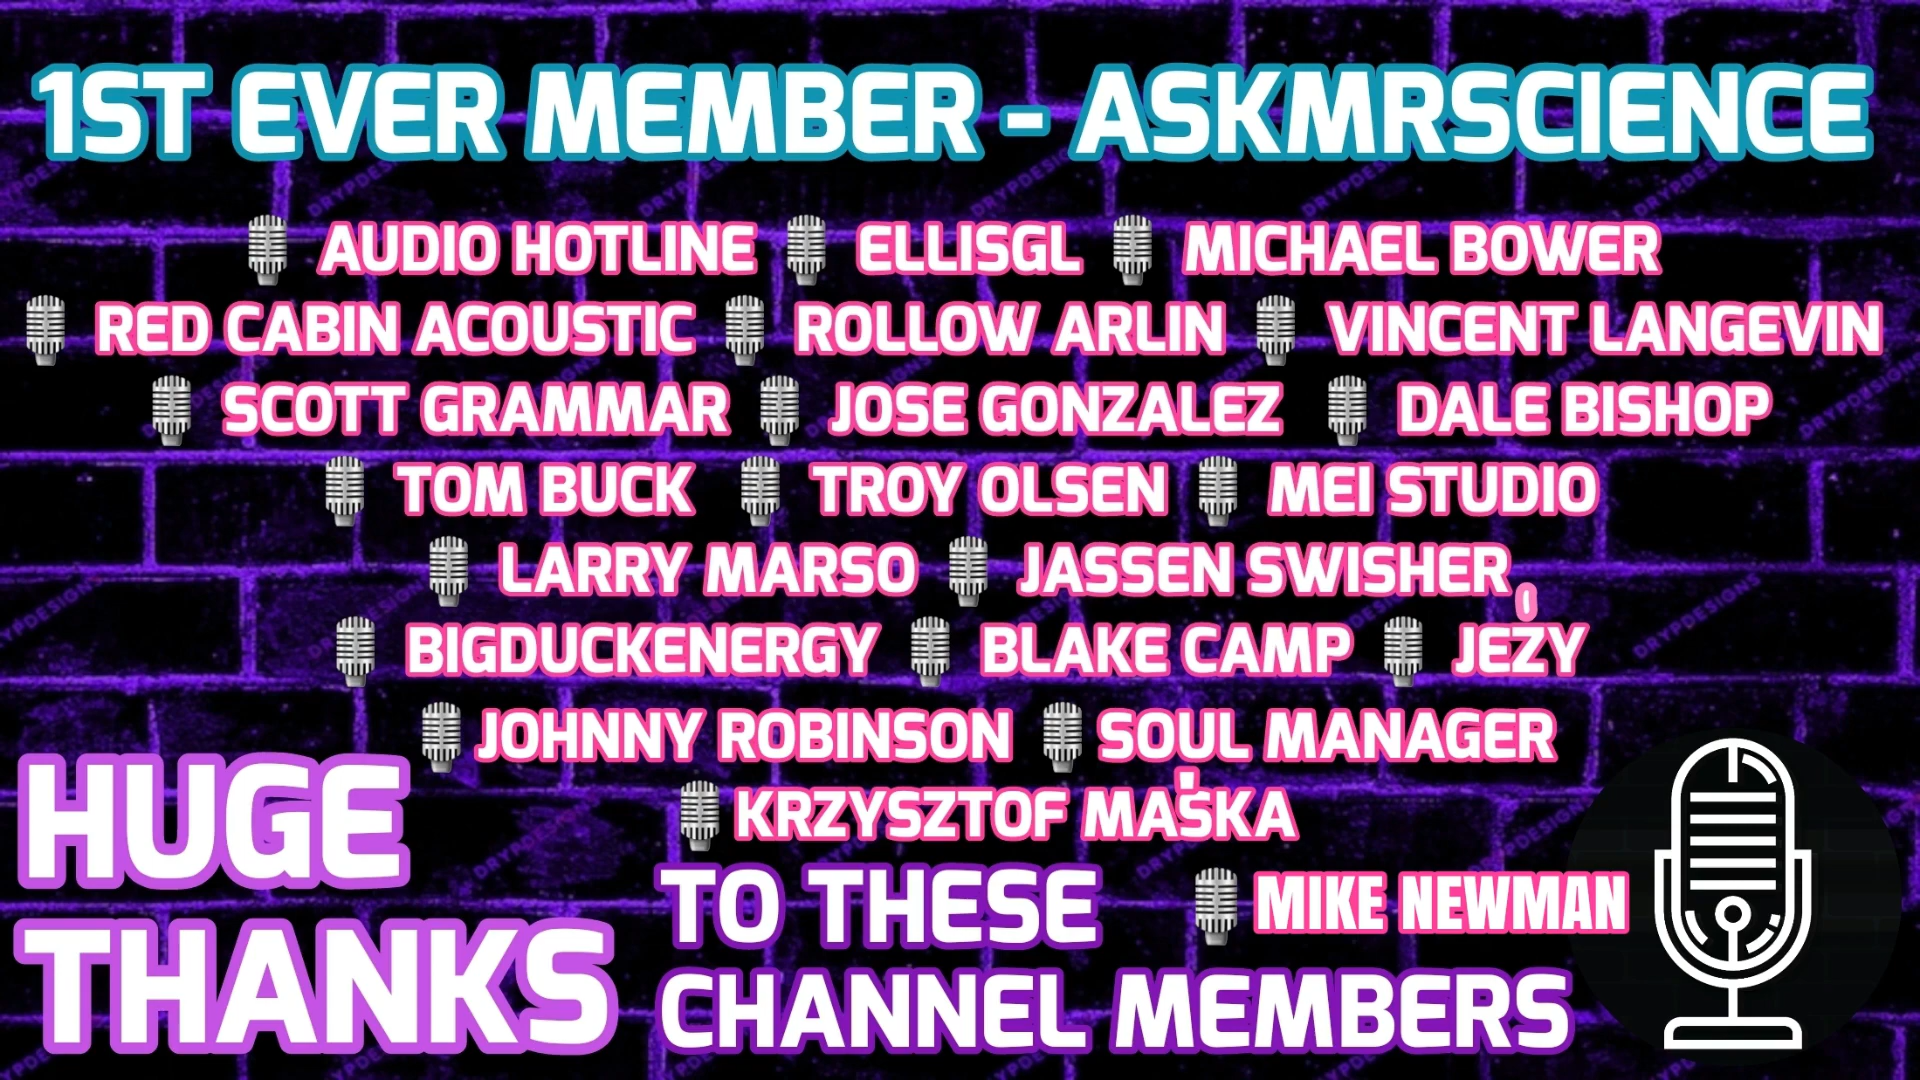 1ST EVER MEMBER - ASKMRSCIENCE
AUDIO HOTLINE ELLISGL MICHAEL BOWER
RED CABIN ACOUSTIC ROLLOW ARLIN VINCENT LANGEVIN
SCOTT GRAMMAR JOSE GONZALEZ DALE BISHOP
TOM BUCK TROY OLSEN MEI STUDIO
LARRY MARSO JASSEN SWISHER
BIGDUCKENERGY BLAKE CAMP JEŻY
JOHNNY ROBINSON SOUL MANAGER
KRZYSZTOF MAŚKA
MIKE NEWMAN
HUGE
THANKS
TO THESE
CHANNEL MEMBERS
DRYPDESIGNS